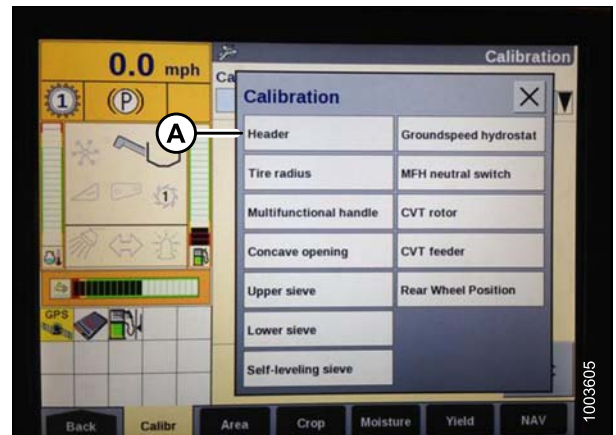 0.0 mph
Calibration
1
(P)
Ca
Calibration
A
Header
Groundspeed hydrostat
Tire radius
MFH neutral switch
Multifunctional handle
CVT rotor
1
Concave opening
CVT feeder
Upper sieve
Rear Wheel Position
Lower sieve
Self-leveling sieve
GPS
Back
Calibr
Area
Crop
Moisture
Yield
NAV
1003605